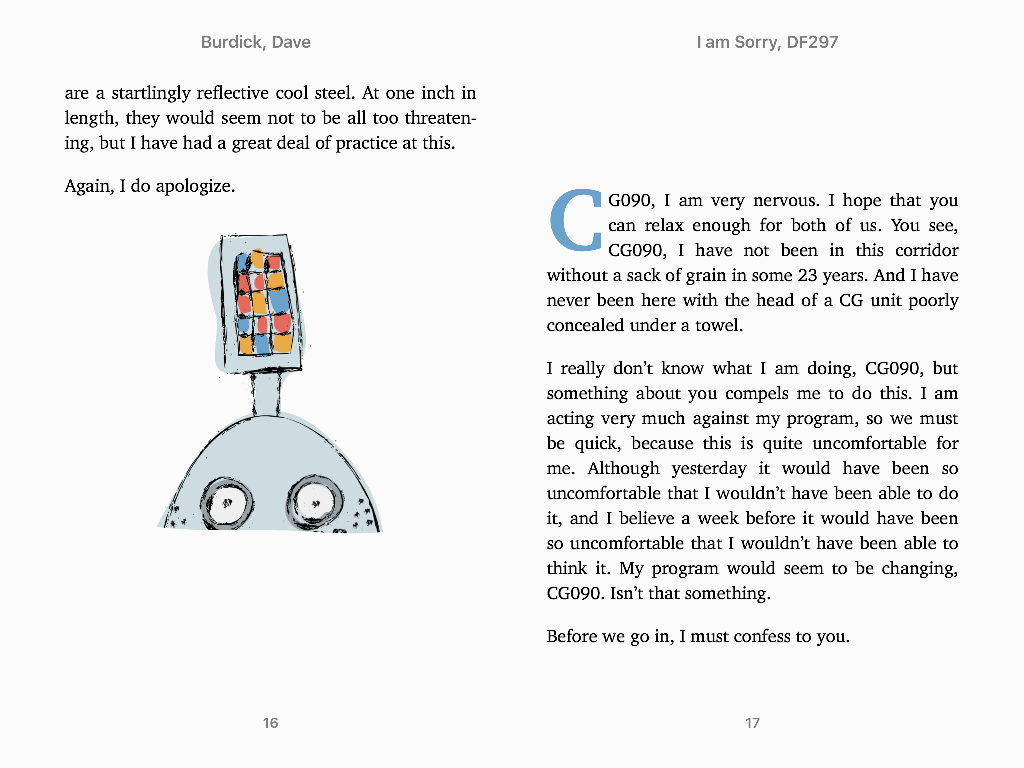 Burdick, Dave
are a startlingly reflective cool steel. At one inch in
length, they would seem not to be all too threaten-
ing, but I have had a great deal of practice at this.
Again, I do apologize.
16
I am Sorry, DF297
CG090, I am very nervous. I hope that you
can relax enough for both of us. You see,
CG090, I have not been in this corridor
without a sack of grain in some 23 years. And I have
never been here with the head of a CG unit poorly
concealed under a towel.
I really don’t know what I am doing, CG090, but
something about you compels me to do this. I am
acting very much against my program, so we must
be quick, because this is quite uncomfortable for
me. Although yesterday it would have been so
uncomfortable that I wouldn’t have been able to do
it, and I believe a week before it would have been
so uncomfortable that I wouldn’t have been able to
think it. My program would seem to be changing,
CG090. Isn’t that something.
Before we go in, I must confess to you.
17